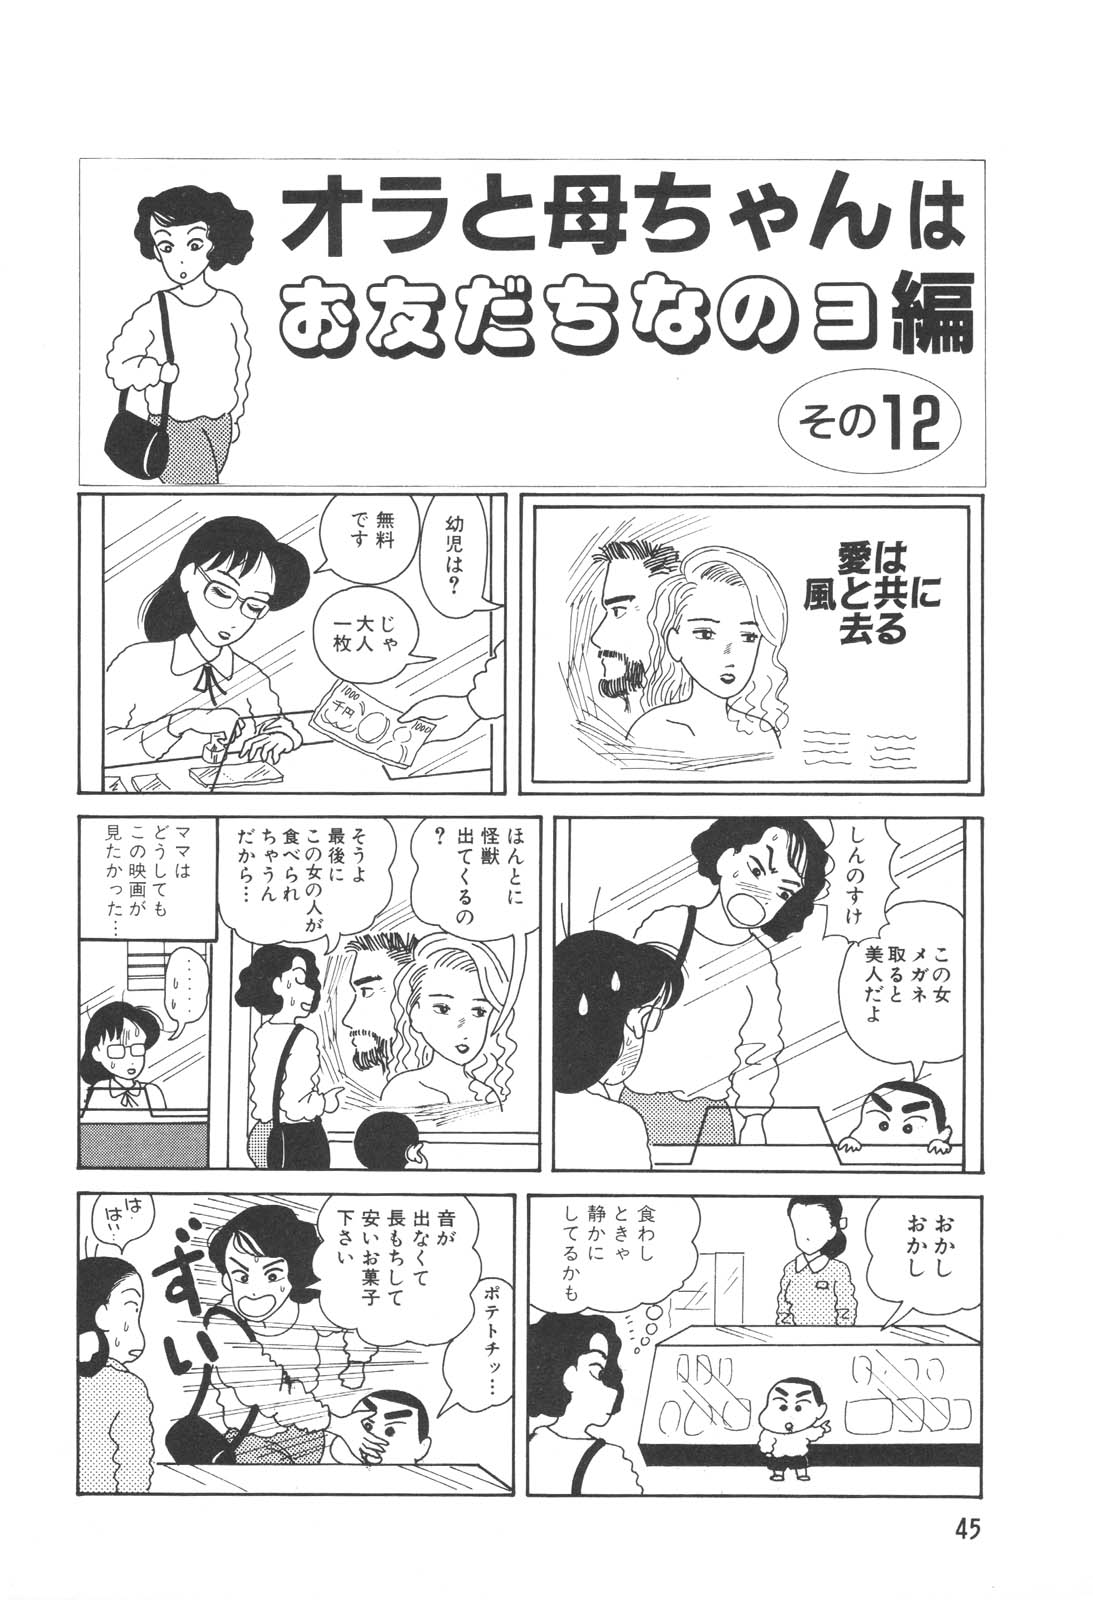 オラと母ちゃんは
お友だちなのヨ編
その12
愛は
風と共に
去る
幼児は?
無料
です
じゃ
大人
一枚
1000
千円
1000
しんのすけ
この女
メガネ
取ると
美人だよ
ほんとに
怪獣
出てくるの
?
そうよ
最後に
この女の人が
食べられ
ちゃうん
だから…
……
ママは
どうしても
この映画が
見たかった…
おかし
おかし
食わし
ときゃ
静かに
してるかも
ポテトチッ…
音が
出なくて
長もちして
安いお菓子
下さい
ずいっ
は、
はい…
45